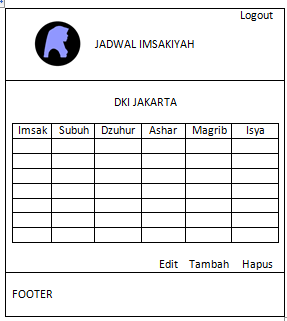 Logout
JADWAL IMSAKIYAH
DKI JAKARTA
Imsak Subuh Dzuhur Ashar Magrib Isya
Edit Tambah Hapus
FOOTER